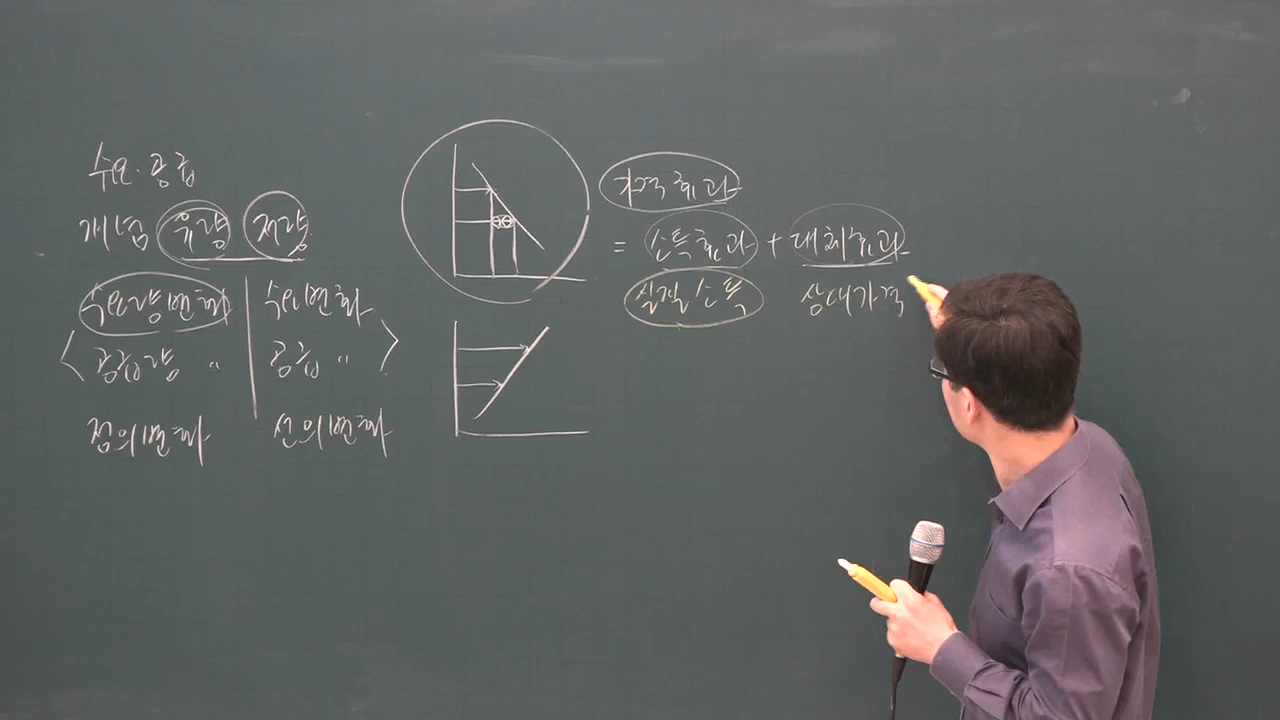 수요·공급
개념 유량 저량
수요량변화 수요변화
공급량 〃 공급 〃
점의변화 선의변화
가격효과
= 소득효과 + 대체효과
실질소득 상대가격